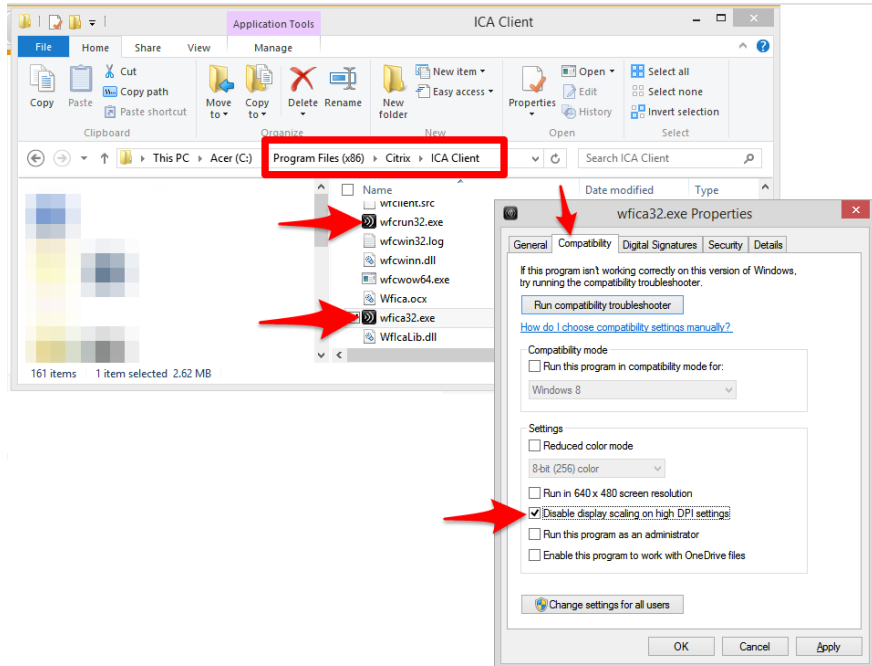 Application Tools
ICA Client
File
Home
Share
View
Manage
Copy
Paste
Cut
Copy path
Paste shortcut
Move to
Copy to
Delete
Rename
New folder
New item
Easy access
Properties
Open
Edit
History
Select all
Select none
Invert selection
Clipboard
Organize
New
Open
Select
This PC
Acer (C:)
Program Files (x86)
Citrix
ICA Client
Search ICA Client
Name
Date modified
Type
wfclient.src
wfcrun32.exe
wfcwin32.log
wfcwinn.dll
wfcwow64.exe
Wfica.ocx
wfica32.exe
WfIcaLib.dll
161 items
1 item selected 2.62 MB
wfica32.exe Properties
General
Compatibility
Digital Signatures
Security
Details
If this program isn't working correctly on this version of Windows,
try running the compatibility troubleshooter.
Run compatibility troubleshooter
How do I choose compatibility settings manually?
Compatibility mode
Run this program in compatibility mode for:
Windows 8
Settings
Reduced color mode
8-bit (256) color
Run in 640 x 480 screen resolution
Disable display scaling on high DPI settings
Run this program as an administrator
Enable this program to work with OneDrive files
Change settings for all users
OK
Cancel
Apply